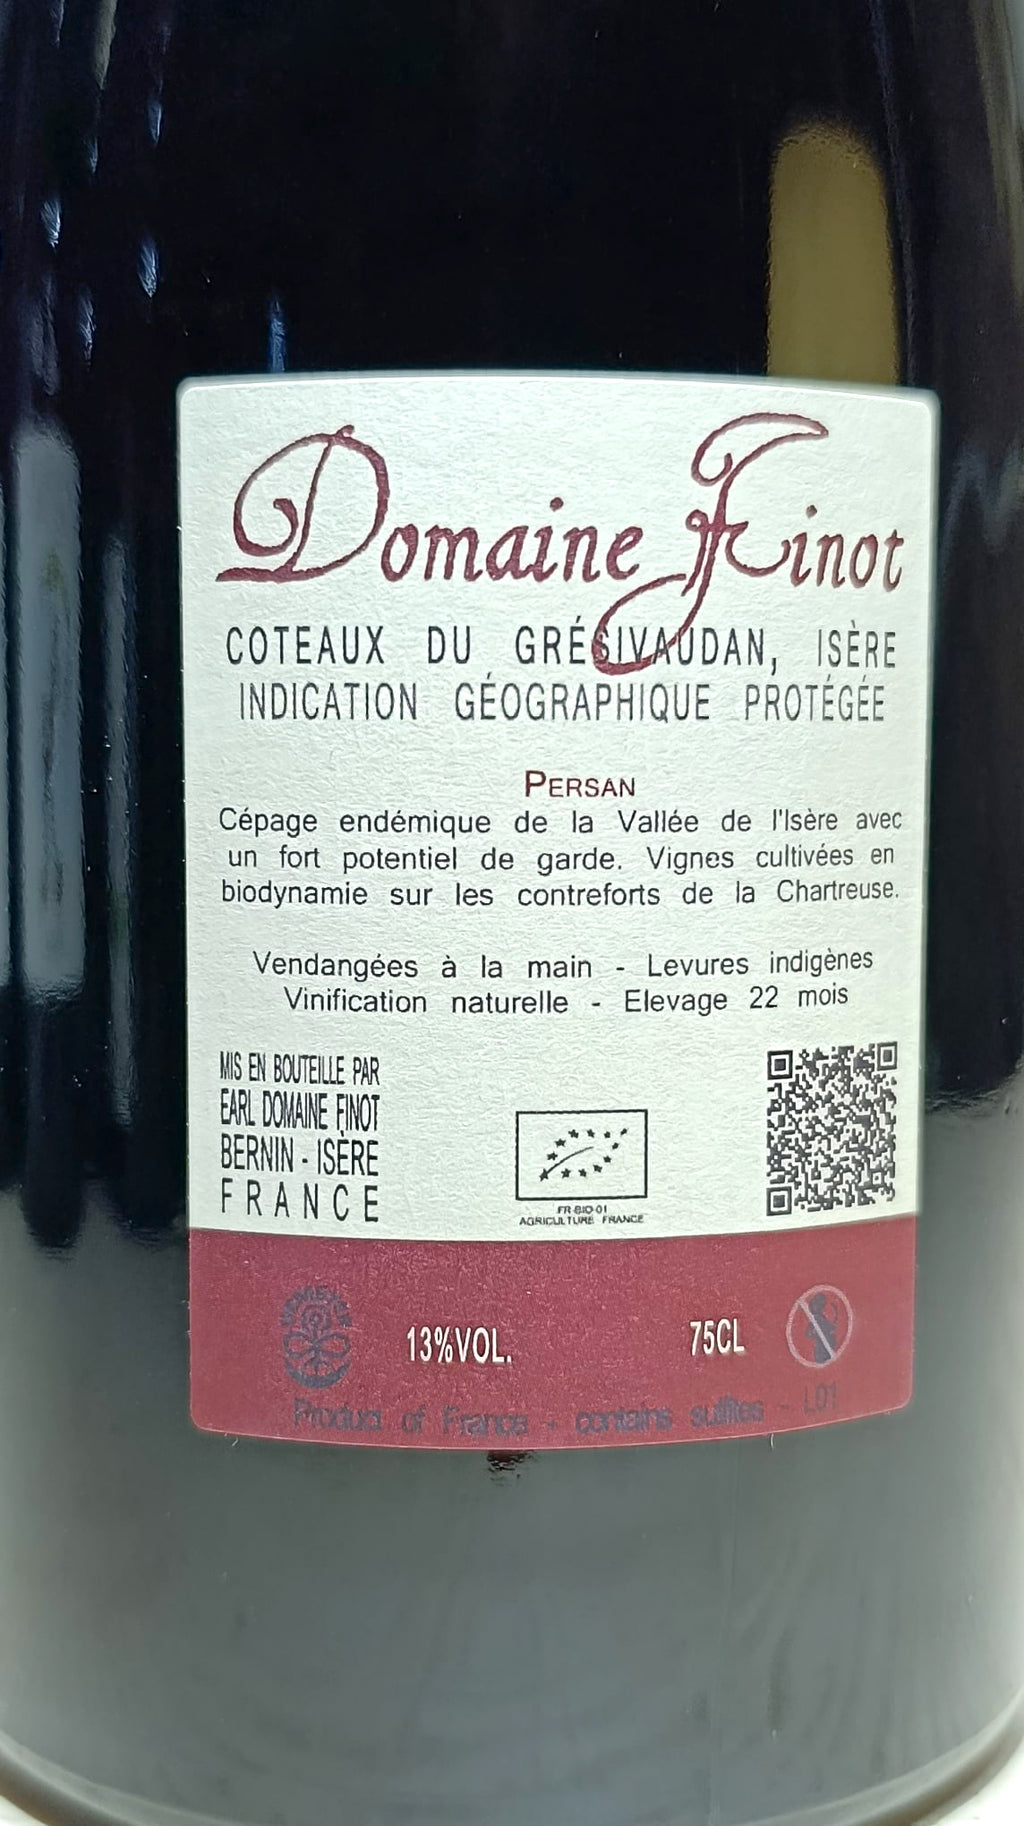 Domaine Finot
COTEAUX DU GRÉSIVAUDAN, ISÈRE
INDICATION GÉOGRAPHIQUE PROTÉGÉE
PERSAN
Cépage endémique de la Vallée de l'Isère avec
un fort potentiel de garde. Vignes cultivées en
biodynamie sur les contreforts de la Chartreuse.
Vendangées à la main - Levures indigènes
Vinification naturelle - Elevage 22 mois
MIS EN BOUTEILLE PAR
EARL DOMAINE FINOT
BERNIN - ISÈRE
FRANCE
FR-BIO-01
AGRICULTURE FRANCE
13%VOL.
75CL
Product of France - contains sulfites - L01